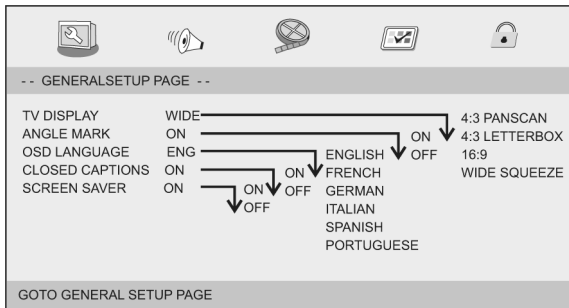 -- GENERALSETUP PAGE --
TV DISPLAY WIDE 4:3 PANSCAN
ANGLE MARK ON ON 4:3 LETTERBOX
OSD LANGUAGE ENG ENGLISH OFF 16:9
CLOSED CAPTIONS ON ON FRENCH WIDE SQUEEZE
SCREEN SAVER ON ON OFF GERMAN
OFF ITALIAN
SPANISH
PORTUGUESE
GOTO GENERAL SETUP PAGE